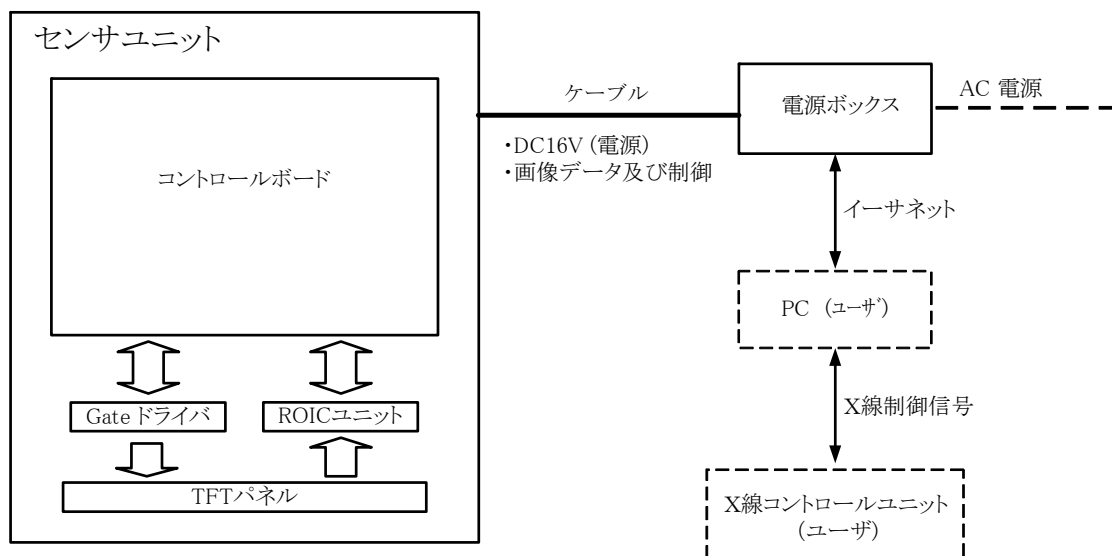 センサユニット
コントロールボード
Gate ドライバ
ROICユニット
TFTパネル
ケーブル
・DC16V (電源)
・画像データ及び制御
電源ボックス
AC 電源
イーサネット
PC (ユーザ)
X線制御信号
X線コントロールユニット
(ユーザ)